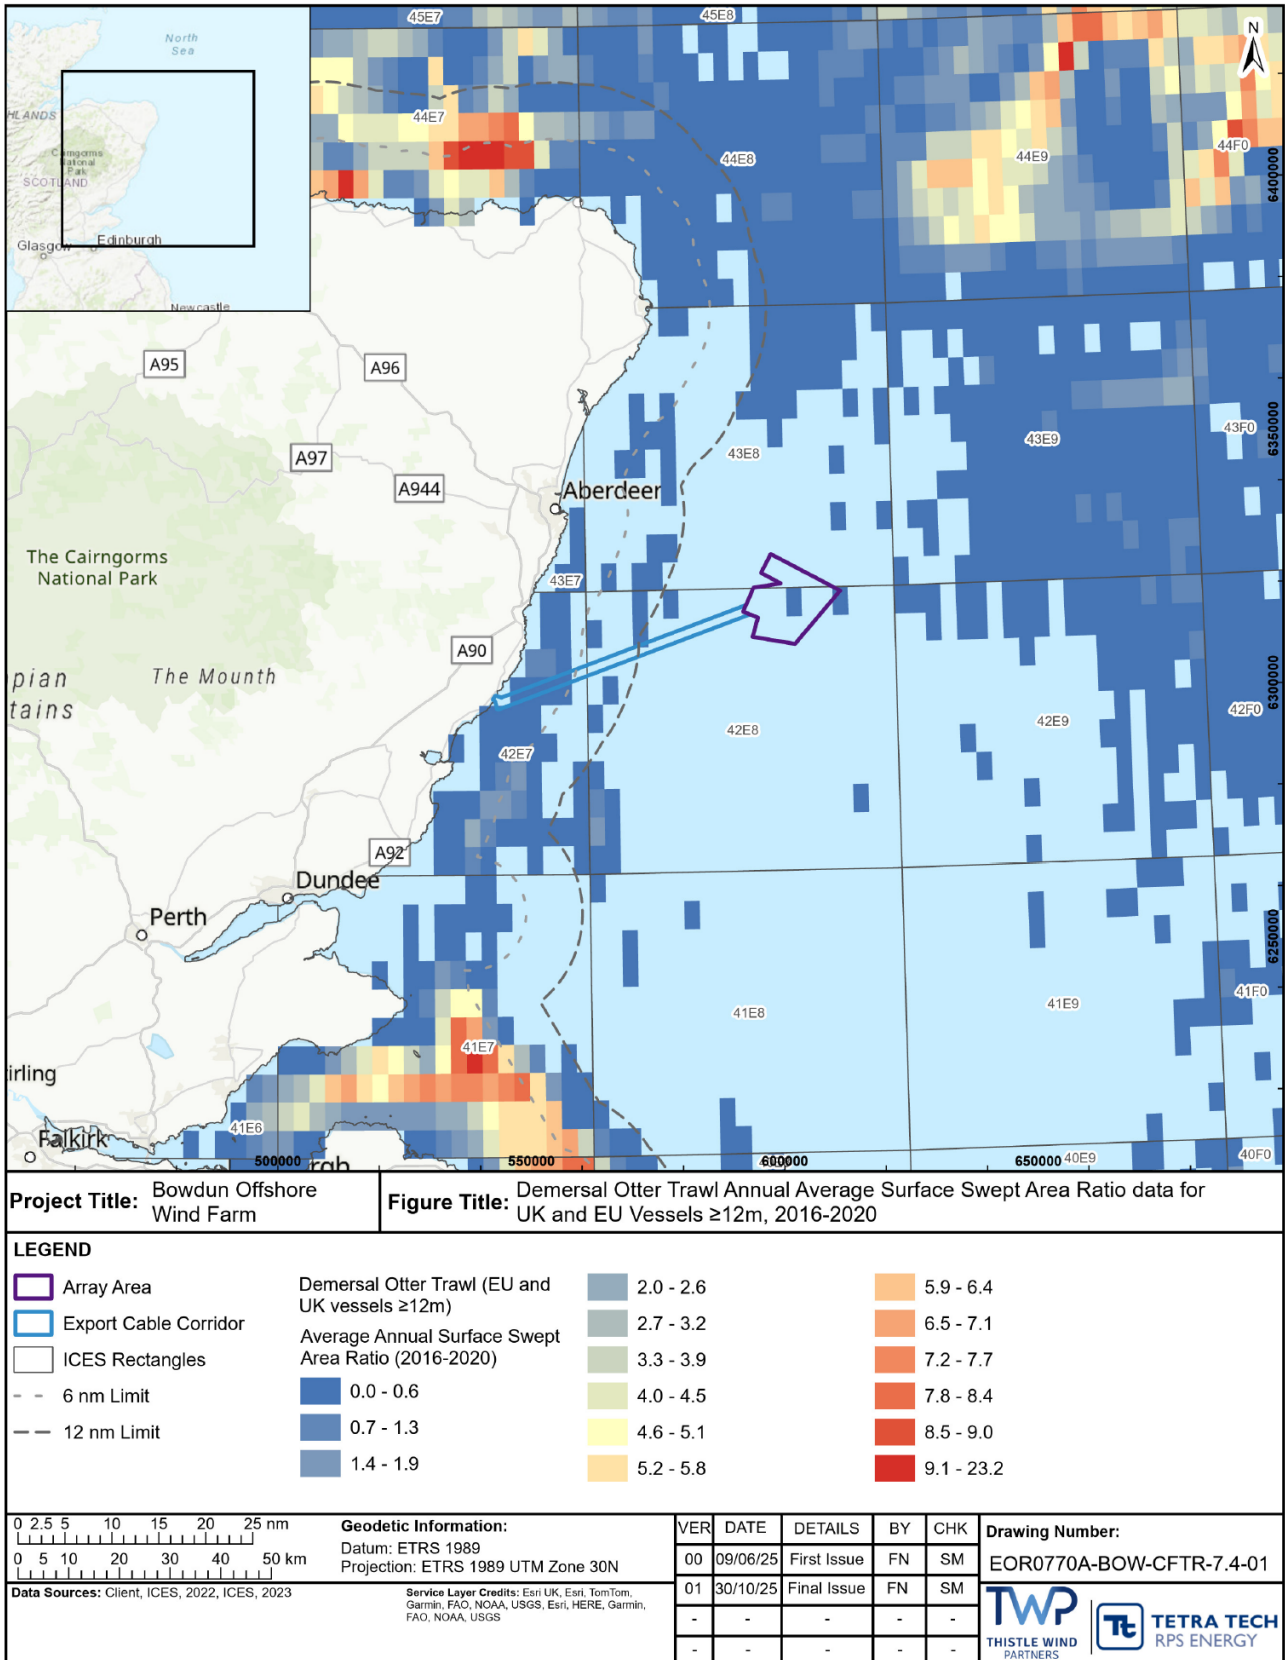 45E7
45E8
North
Sea
N
HLANDS
44E7
Cairngorms
National
Park
44E8
44E9
44F0
SCOTLAND
6400000
Glasgow
Edinburgh
Newcastle
A95
A96
43E8
43E9
43F0
6350000
A97
A944
Aberdeen
The Cairngorms
National Park
43E7
A90
pian
tains
The Mounth
6300000
42E7
42E8
42E9
42F0
A92
Dundee
Perth
6250000
41E7
41E8
41E9
41F0
irling
41E6
Falkirk
rgh
500000
550000
600000
650000
40E9
40F0
Project Title: Bowdun Offshore
Wind Farm
Figure Title: Demersal Otter Trawl Annual Average Surface Swept Area Ratio data for
UK and EU Vessels ≥12m, 2016-2020
LEGEND
Array Area
Export Cable Corridor
ICES Rectangles
6 nm Limit
12 nm Limit
Demersal Otter Trawl (EU and
UK vessels ≥12m)
Average Annual Surface Swept
Area Ratio (2016-2020)
0.0 - 0.6
0.7 - 1.3
1.4 - 1.9
2.0 - 2.6
2.7 - 3.2
3.3 - 3.9
4.0 - 4.5
4.6 - 5.1
5.2 - 5.8
5.9 - 6.4
6.5 - 7.1
7.2 - 7.7
7.8 - 8.4
8.5 - 9.0
9.1 - 23.2
0 2.5 5 10 15 20 25 nm
0 5 10 20 30 40 50 km
Geodetic Information:
Datum: ETRS 1989
Projection: ETRS 1989 UTM Zone 30N
Data Sources: Client, ICES, 2022, ICES, 2023
Service Layer Credits: Esri UK, Esri, TomTom,
Garmin, FAO, NOAA, USGS, Esri, HERE, Garmin,
FAO, NOAA, USGS
VER DATE DETAILS BY CHK
00 09/06/25 First Issue FN SM
01 30/10/25 Final Issue FN SM
- - - - -
- - - - -
Drawing Number:
EOR0770A-BOW-CFTR-7.4-01
TWP
THISTLE WIND
PARTNERS
Tt
TETRA TECH
RPS ENERGY